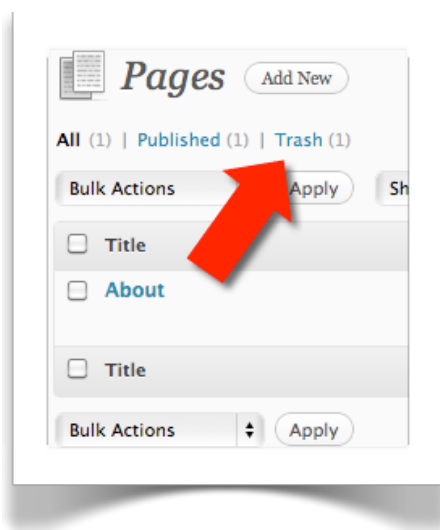 Pages Add New
All (1) | Published (1) | Trash (1)
Bulk Actions Apply Sh
Title
About
Title
Bulk Actions Apply